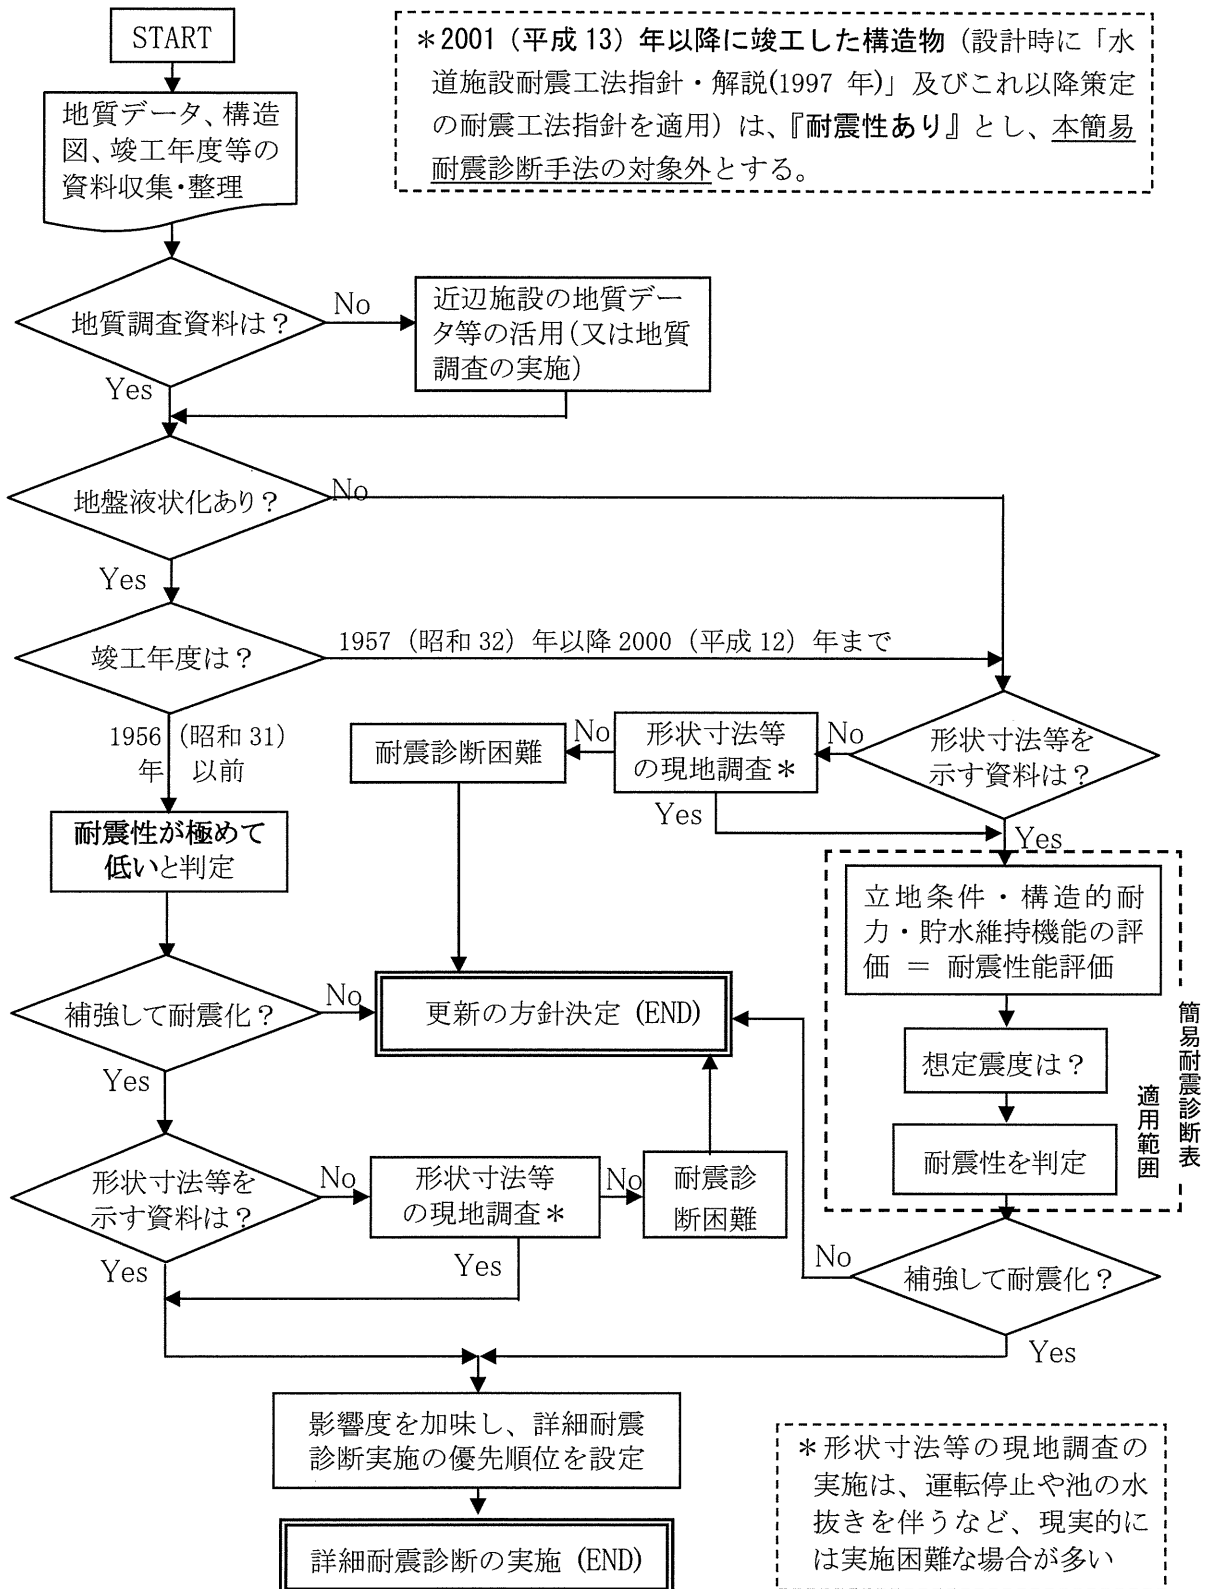 START
＊2001（平成 13）年以降に竣工した構造物（設計時に「水
道施設耐震工法指針・解説(1997 年)」及びこれ以降策定
の耐震工法指針を適用）は、『耐震性あり』とし、本簡易
耐震診断手法の対象外とする。
地質データ、構造
図、竣工年度等の
資料収集・整理
地質調査資料は？
No
近辺施設の地質デー
タ等の活用（又は地質
調査の実施）
Yes
地盤液状化あり？
No
Yes
竣工年度は？
1957（昭和 32）年以降 2000（平成 12）年まで
1956（昭和 31）
年 以前
耐震診断困難
No
形状寸法等
の現地調査＊
No
形状寸法等を
示す資料は？
Yes
Yes
耐震性が極めて
低いと判定
立地条件・構造的耐
力・貯水維持機能の評
価 ＝ 耐震性能評価
補強して耐震化？
No
更新の方針決定 (END)
想定震度は？
簡易耐震診断表
適用範囲
Yes
耐震性を判定
形状寸法等を
示す資料は？
No
形状寸法等
の現地調査＊
No
耐震診
断困難
Yes
Yes
No
補強して耐震化？
Yes
影響度を加味し、詳細耐震
診断実施の優先順位を設定
詳細耐震診断の実施 (END)
＊形状寸法等の現地調査の
実施は、運転停止や池の水
抜きを伴うなど、現実的に
は実施困難な場合が多い